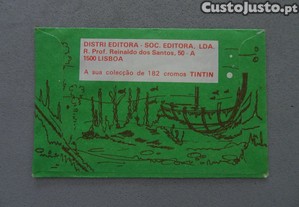 CustoJusto.pt
DISTRI EDITORA - SOC. EDITORA, LDA.
R. Prof. Reinaldo dos Santos, 50 - A
1500 LISBOA
A sua colecção de 182 cromos TINTIN